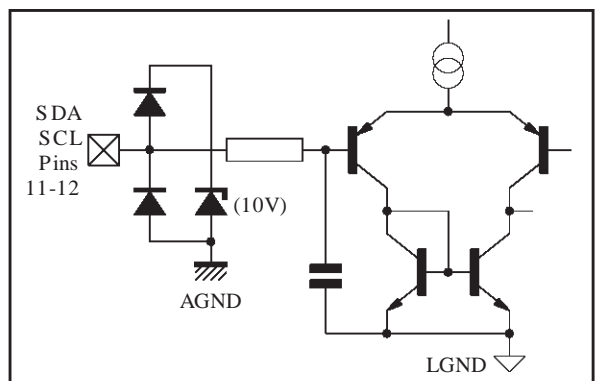 SDA
SCL
Pins
11-12
(10V)
AGND
LGND